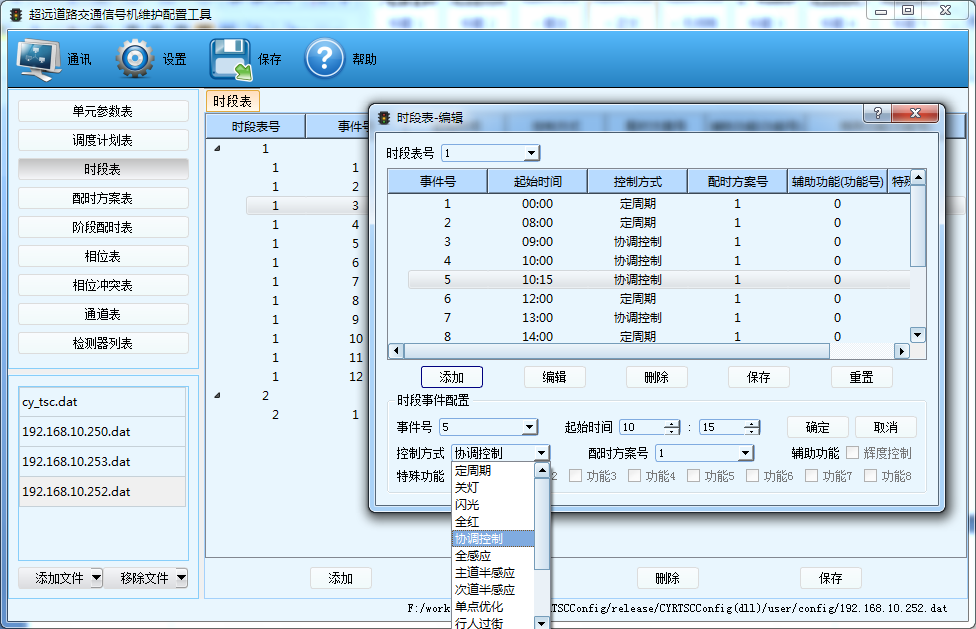 超远道路交通信号机维护配置工具
通讯
设置
保存
帮助
单元参数表
调度计划表
时段表
配时方案表
阶段配时表
相位表
相位冲突表
通道表
检测器列表
cy_tsc.dat
192.168.10.250.dat
192.168.10.253.dat
192.168.10.252.dat
添加文件 移除文件
时段表
时段表号 事件号
1
1 1
1 2
1 3
1 4
1 5
1 6
1 7
1 8
1 9
1 10
1 11
1 12
2
2 1
添加 删除 保存
时段表-编辑
时段表号 1
事件号 起始时间 控制方式 配时方案号 辅助功能(功能号) 特殊
1 00:00 定周期 1 0
2 08:00 定周期 1 0
3 09:00 协调控制 1 0
4 10:00 协调控制 1 0
5 10:15 协调控制 1 0
6 12:00 定周期 1 0
7 13:00 协调控制 1 0
8 14:00 定周期 1 0
添加 编辑 删除 保存 重置
时段事件配置
事件号 5 起始时间 10 : 15 确定 取消
控制方式 协调控制 配时方案号 1 辅助功能 辉度控制
特殊功能 2 功能3 功能4 功能5 功能6 功能7 功能8
定周期
关灯
闪光
全红
协调控制
全感应
主道半感应
次道半感应
单点优化
行人过街
F:/work TSCConfig/release/CYRTSCConfig(dll)/user/config/192.168.10.252.dat